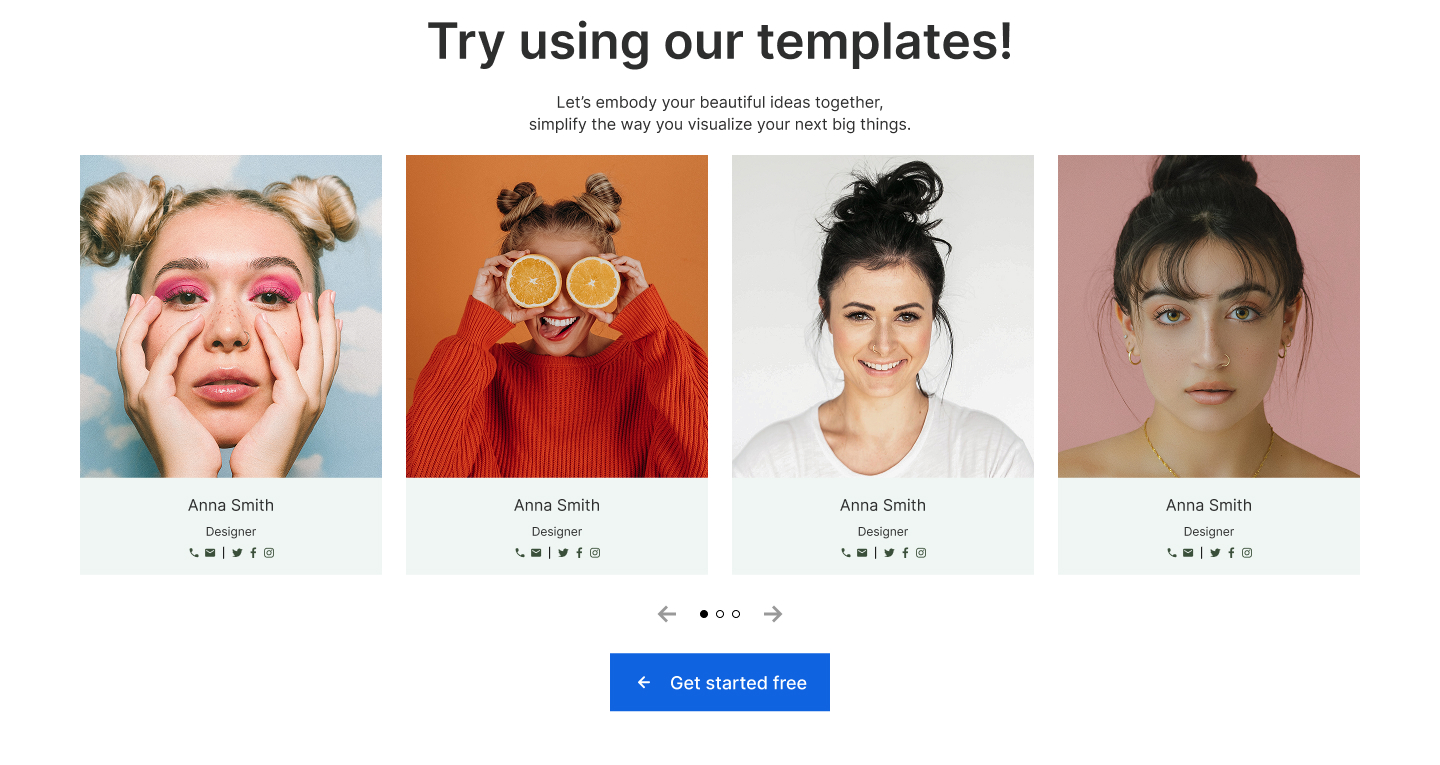 Try using our templates!
Let’s embody your beautiful ideas together,
simplify the way you visualize your next big things.
Anna Smith
Designer
Anna Smith
Designer
Anna Smith
Designer
Anna Smith
Designer
Get started free